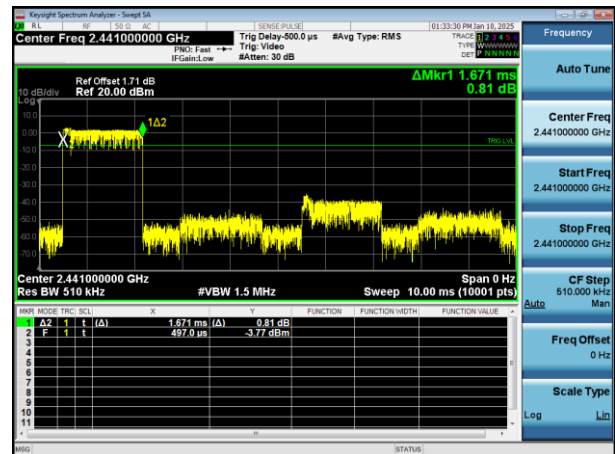 Keysight Spectrum Analyzer - Swept SA
RL RF 50 Ω AC SENSE:PULSE 01:33:30 PM Jan 10, 2025
Center Freq 2.441000000 GHz Trig Delay-500.0 µs #Avg Type: RMS TRACE 1 2 3 4 5 6
PNO: Fast Trig: Video TYPE WWWWWW
IFGain:Low #Atten: 30 dB DET P N N N N N
Ref Offset 1.71 dB ΔMkr1 1.671 ms
10 dB/div Ref 20.00 dBm 0.81 dB
Log
10.0
0.00
-10.0
-20.0
-30.0
-40.0
-50.0
-60.0
-70.0
1Δ2
X2
TRIG LVL
Center 2.441000000 GHz Span 0 Hz
Res BW 510 kHz #VBW 1.5 MHz Sweep 10.00 ms (10001 pts)
MKR MODE TRC SCL X Y FUNCTION FUNCTION WIDTH FUNCTION VALUE
1 Δ2 1 t (Δ) 1.671 ms (Δ) 0.81 dB
2 F 1 t 497.0 µs -3.77 dBm
3
4
5
6
7
8
9
10
11
MSG STATUS
Frequency
Auto Tune
Center Freq
2.441000000 GHz
Start Freq
2.441000000 GHz
Stop Freq
2.441000000 GHz
CF Step
510.000 kHz
Auto Man
Freq Offset
0 Hz
Scale Type
Log Lin